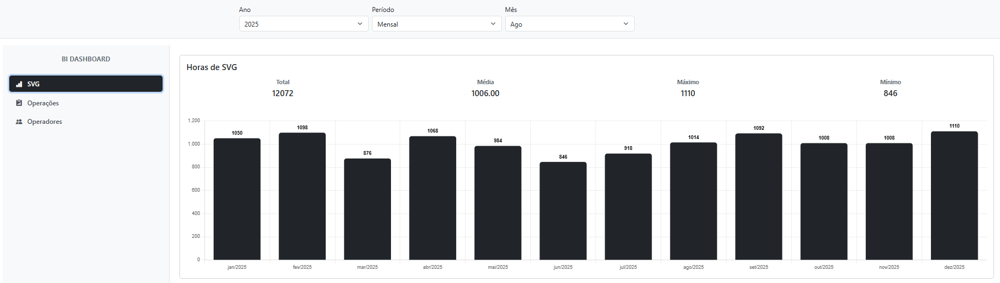 Ano
Período
Mês
2025
Mensal
Ago
BI DASHBOARD
SVG
Operações
Operadores
Horas de SVG
Total
Média
Máximo
Mínimo
12072
1006.00
1110
846
1.200
1.000
800
600
400
200
0
1050
1098
876
1068
984
846
918
1014
1092
1008
1008
1110
jan/2025
fev/2025
mar/2025
abr/2025
mai/2025
jun/2025
jul/2025
ago/2025
set/2025
out/2025
nov/2025
dez/2025